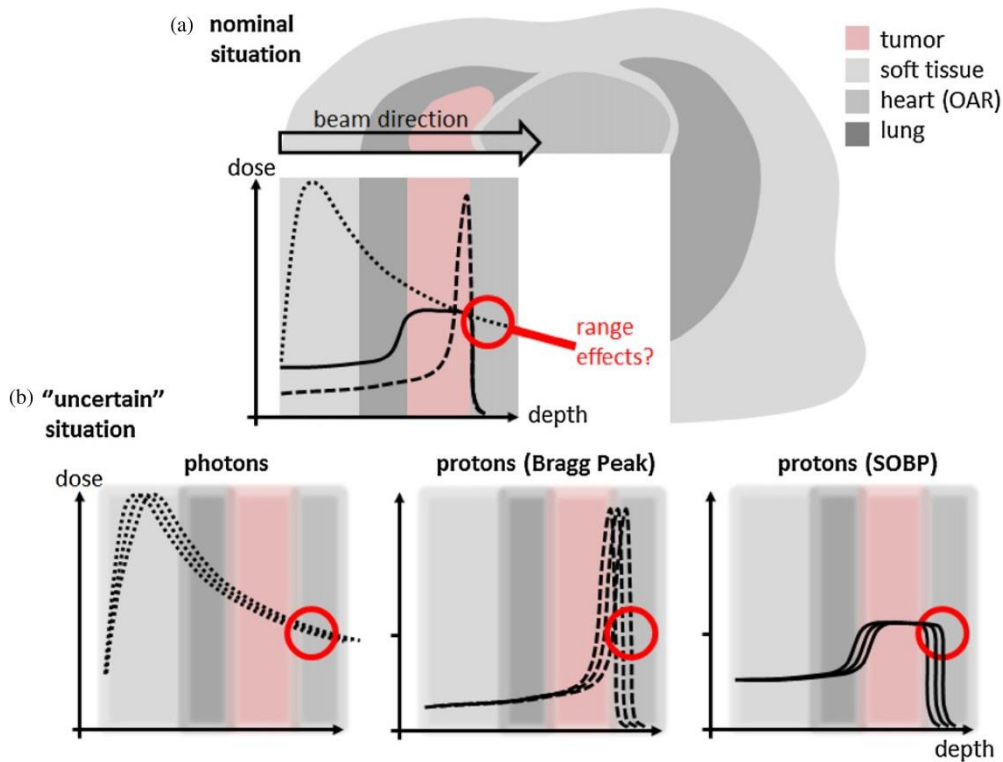 (a) nominal
situation
tumor
soft tissue
heart (OAR)
lung
beam direction
dose
range
effects?
depth
(b) "uncertain"
situation
photons
protons (Bragg Peak)
protons (SOBP)
dose
depth